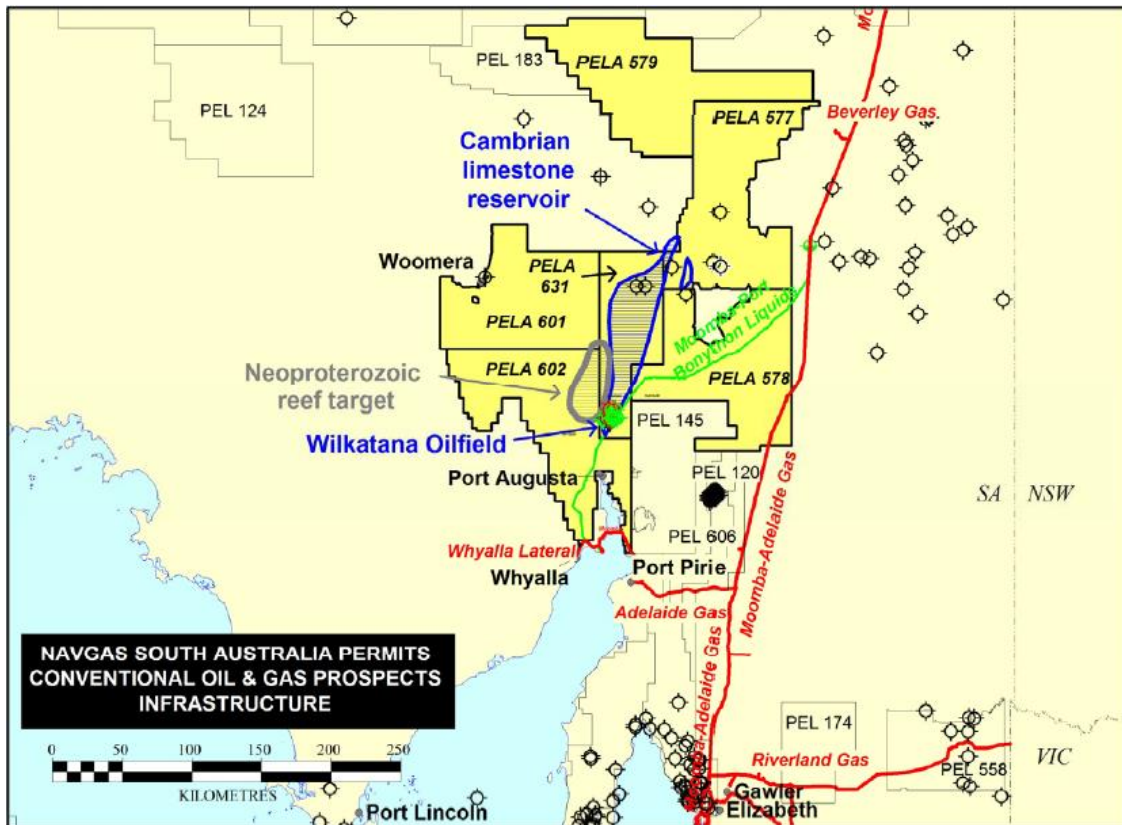 PEL 183
PELA 579
PEL 124
PELA 577
Beverley Gas
Cambrian
limestone
reservoir
Woomera
PELA
631
PELA 601
Moomba-Port
Bonython Liquids
PELA 602
PELA 578
Neoproterozoic
reef target
PEL 145
Wilkatana Oilfield
Port Augusta
PEL 120
SA
NSW
PEL 606
Whyalla Lateral
Whyalla
Port Pirie
Moomba-Adelaide Gas
Adelaide Gas
Moomba-Adelaide Gas
NAVGAS SOUTH AUSTRALIA PERMITS
CONVENTIONAL OIL & GAS PROSPECTS
INFRASTRUCTURE
0 50 100 150 200 250
KILOMETRES
PEL 174
Riverland Gas
VIC
PEL 558
Gawler
Elizabeth
Port Lincoln